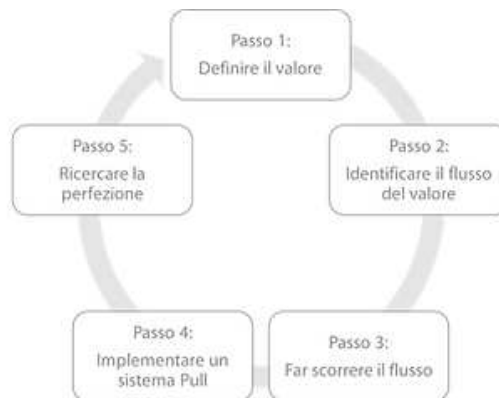 Passo 1:
Definire il valore
Passo 2:
Identificare il flusso
del valore
Passo 3:
Far scorrere il flusso
Passo 4:
Implementare un
sistema Pull
Passo 5:
Ricercare la
perfezione